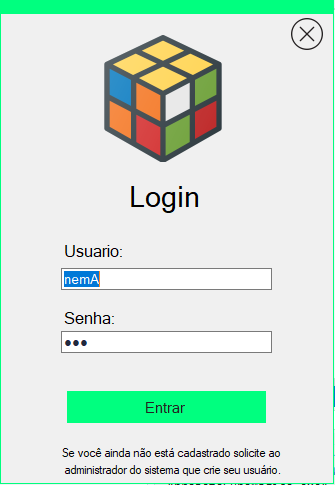 Login
Usuario:
nemA
Senha:
Entrar
Se você ainda não está cadastrado solicite ao
administrador do sistema que crie seu usuário.